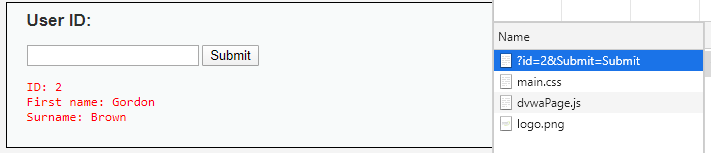 User ID:
Submit
ID: 2
First name: Gordon
Surname: Brown
Name
?id=2&Submit=Submit
main.css
dvwaPage.js
logo.png